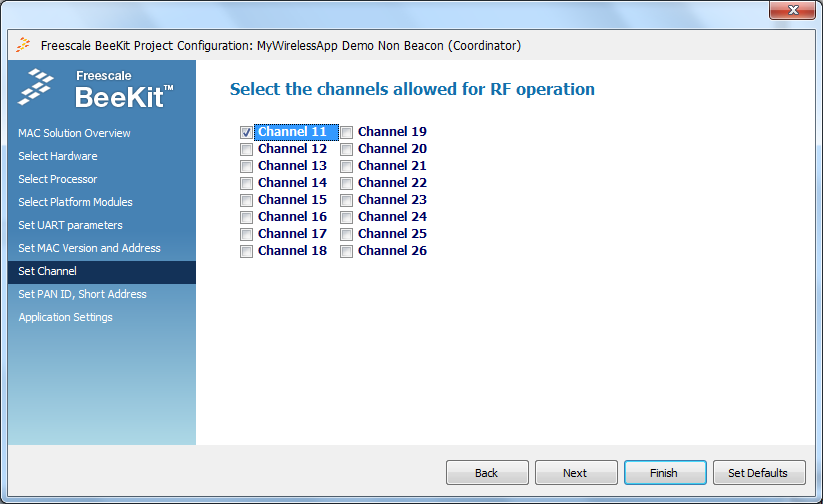 Freescale BeeKit Project Configuration: MyWirelessApp Demo Non Beacon (Coordinator)
Freescale
BeeKit™
MAC Solution Overview
Select Hardware
Select Processor
Select Platform Modules
Set UART parameters
Set MAC Version and Address
Set Channel
Set PAN ID, Short Address
Application Settings
Select the channels allowed for RF operation
Channel 11 Channel 19
Channel 12 Channel 20
Channel 13 Channel 21
Channel 14 Channel 22
Channel 15 Channel 23
Channel 16 Channel 24
Channel 17 Channel 25
Channel 18 Channel 26
Back Next Finish Set Defaults